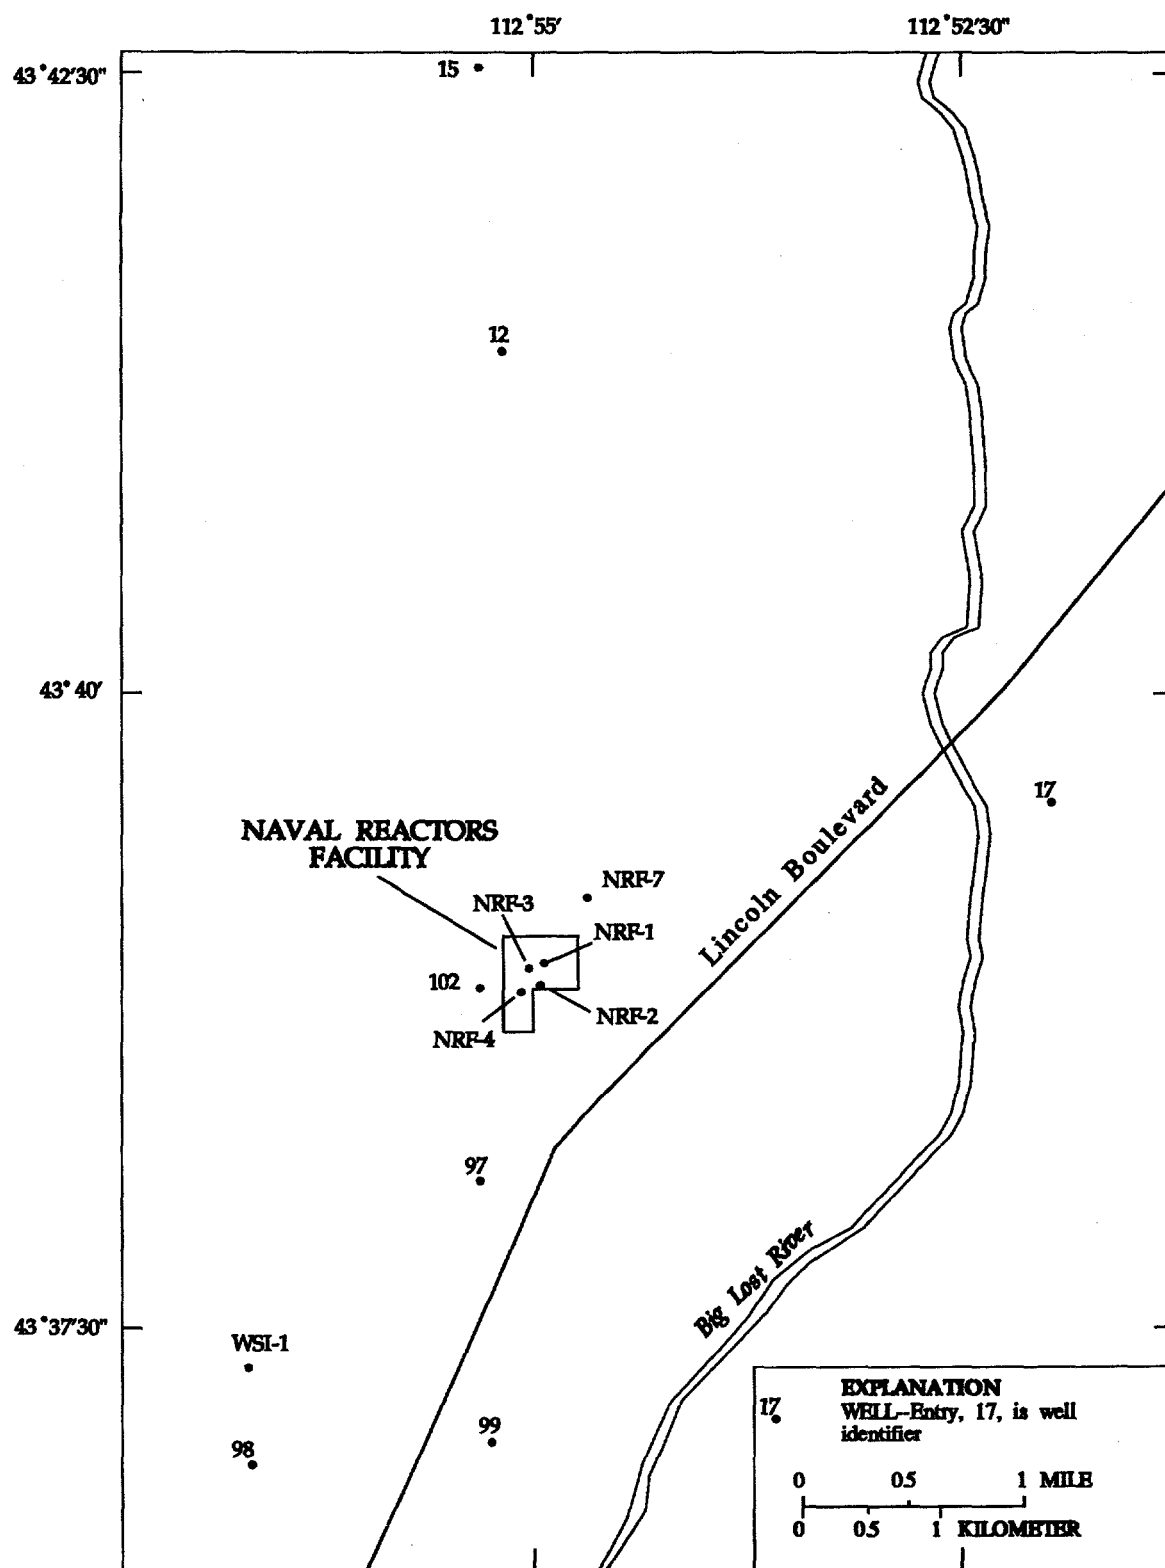 112°55′ 112°52′30″
43°42′30″
15
12
43°40′
17
Lincoln Boulevard
NAVAL REACTORS
FACILITY
NRF-7
NRF-3
NRF-1
102
NRF-2
NRF-4
97
Big Lost River
43°37′30″
WSI-1
99
98
EXPLANATION
17
WELL--Entry, 17, is well
identifier
0 0.5 1 MILE
0 0.5 1 KILOMETER